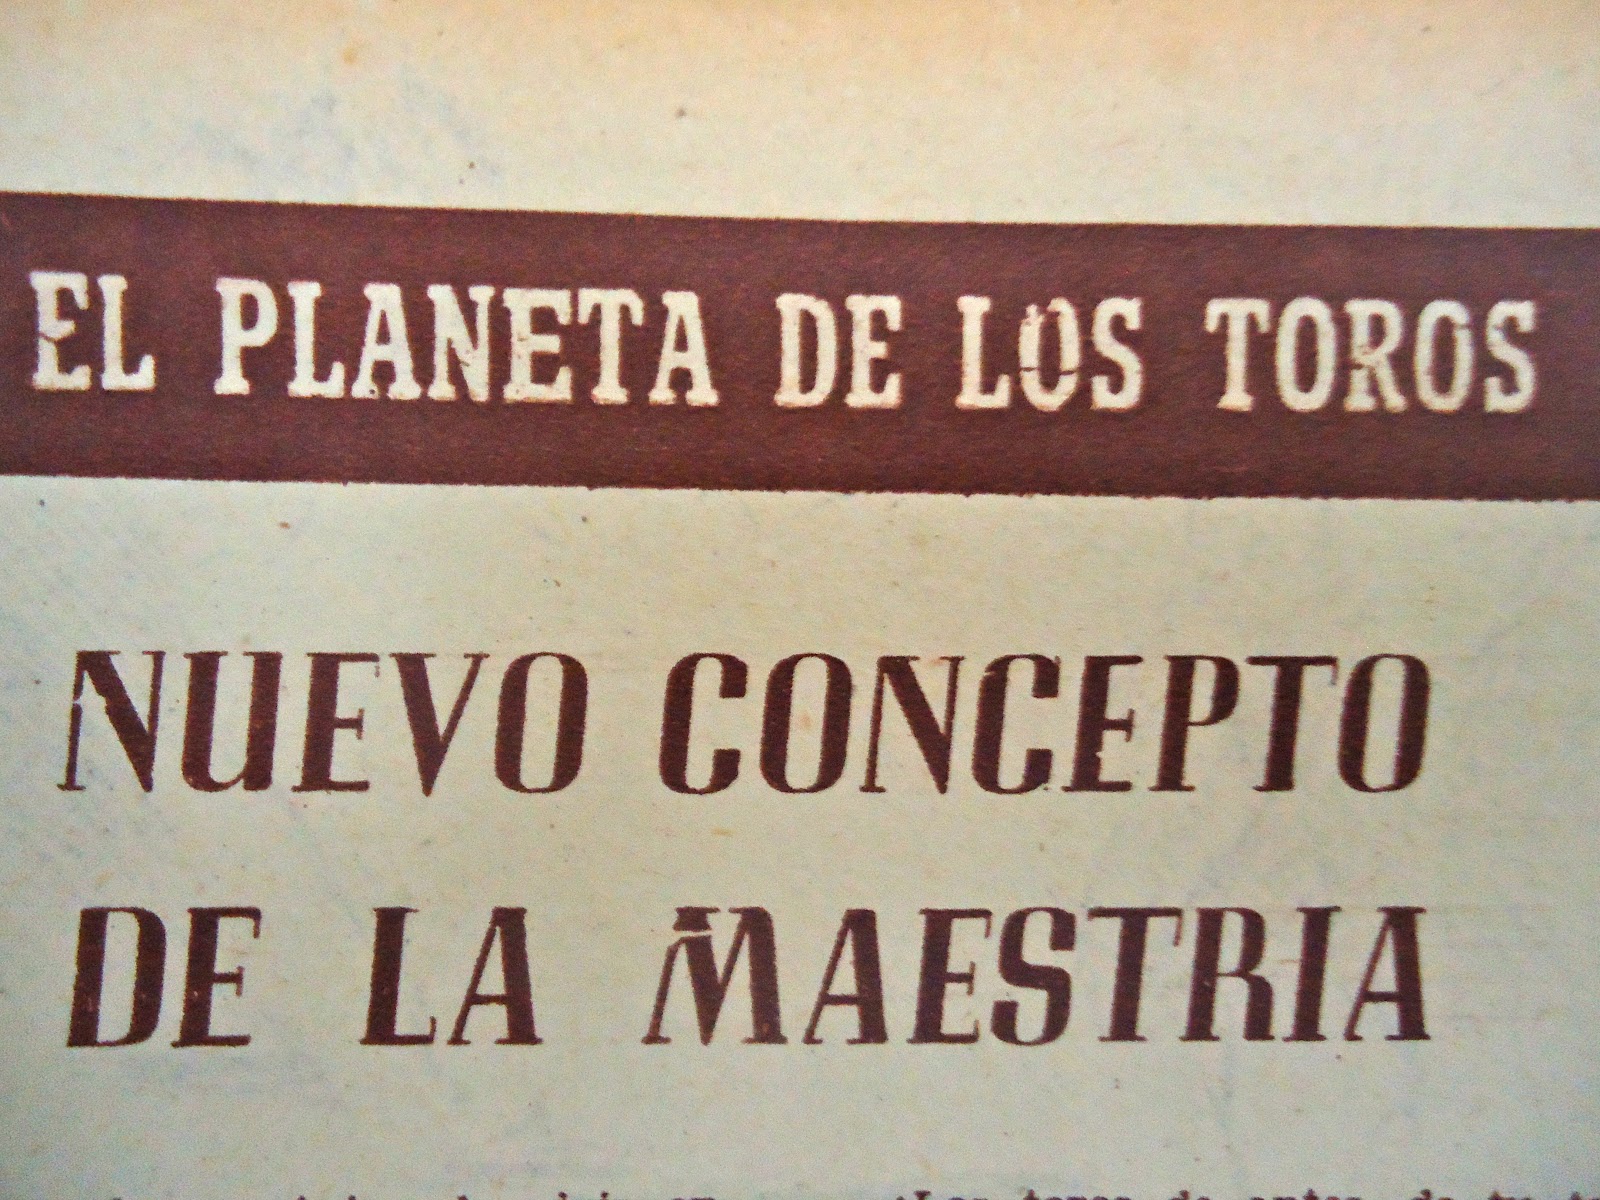 EL PLANETA DE LOS TOROS
NUEVO CONCEPTO
DE LA MAESTRIA